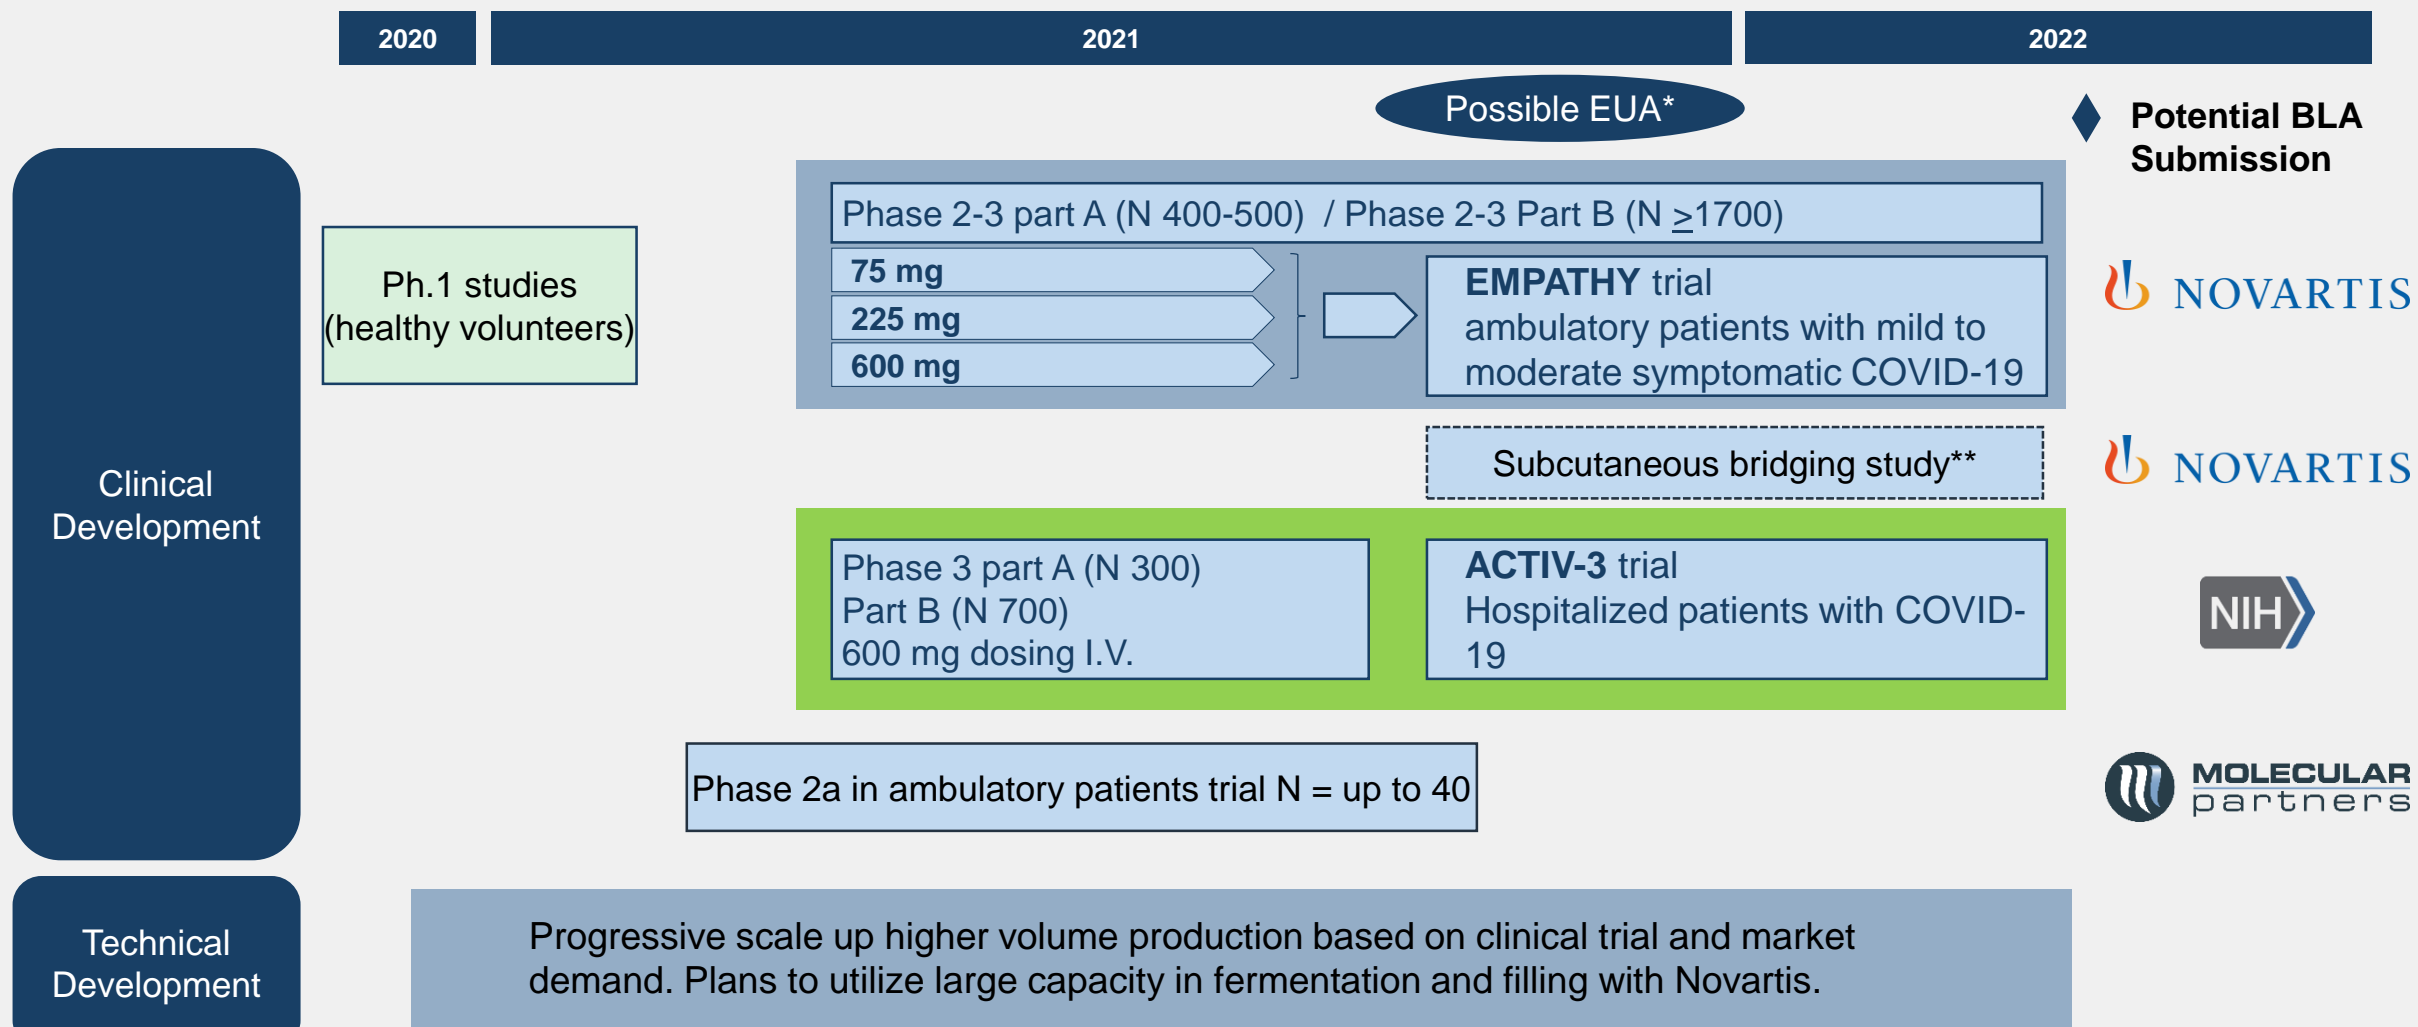 2020
2021
2022
Possible EUA*
Potential BLA
Submission
Clinical
Development
Ph.1 studies
(healthy volunteers)
Phase 2-3 part A (N 400-500)  / Phase 2-3 Part B (N ≥1700)
75 mg
225 mg
600 mg
EMPATHY trial
ambulatory patients with mild to
moderate symptomatic COVID-19
NOVARTIS
Subcutaneous bridging study**
NOVARTIS
Phase 3 part A (N 300)
Part B (N 700)
600 mg dosing I.V.
ACTIV-3 trial
Hospitalized patients with COVID-
19
NIH
Phase 2a in ambulatory patients trial N = up to 40
MOLECULAR
partners
Technical
Development
Progressive scale up higher volume production based on clinical trial and market
demand. Plans to utilize large capacity in fermentation and filling with Novartis.